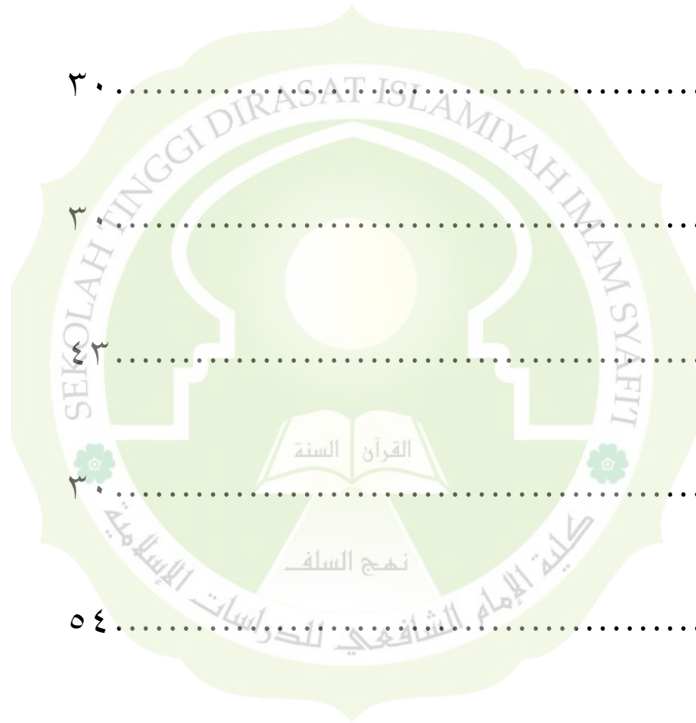 ٣٠....................................
SEKOLAH TINGGI DIRASAT ISLAMIYAH IMAM SYAFI'I
٣٠....................................
٤٣....................................
القرآن السنة
٣٠....................................
نهج السلف
كلية الإمام الشافعي للدراسات الإسلامية
٥٤....................................